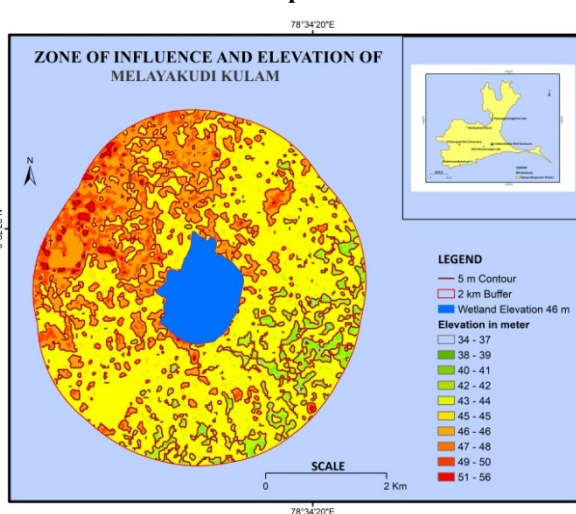 78°34'20"E
ZONE OF INFLUENCE AND ELEVATION OF
MELAYAKUDI KULAM
N
LEGEND
5 m Contour
2 km Buffer
Wetland Elevation 46 m
Elevation in meter
34 - 37
38 - 39
40 - 41
42 - 42
43 - 44
45 - 45
46 - 46
47 - 48
49 - 50
51 - 56
SCALE
0 2 Km
78°34'20"E